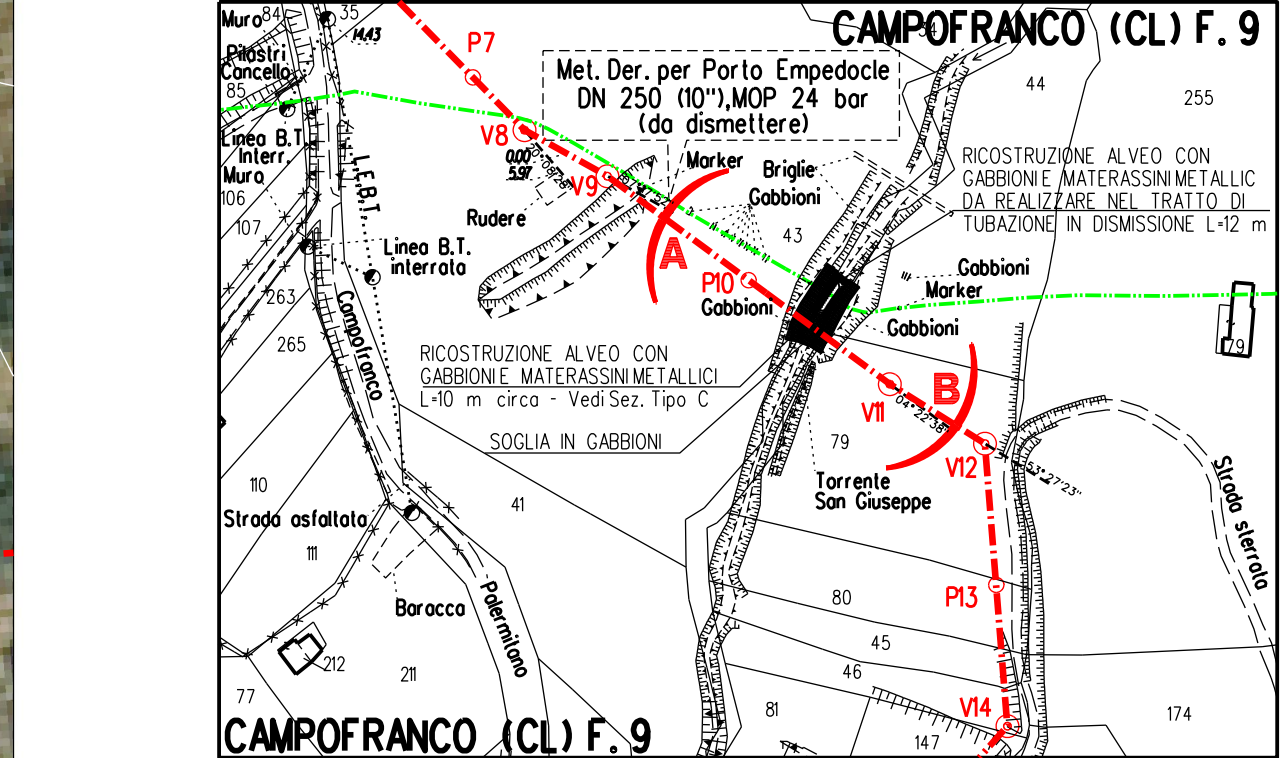 CAMPOFRANCO (CL) F. 9
Muro
84
35
14.43
Pilastri
Cancello
85
Linea B.T
Interr.
Muro
106
107
L.E.B.T.
Linea B.T.
interrata
263
265
Campofranco
P7
V8
0.00
5.97
V9
Rudere
Met. Der. per Porto Empedocle
DN 250 (10"),MOP 24 bar
(da dismettere)
Marker
Briglie
Gabbioni
43
A
P10
Gabbioni
44
255
RICOSTRUZIONE ALVEO CON
GABBIONI E MATERASSINI METALLIC
DA REALIZZARE NEL TRATTO DI
TUBAZIONE IN DISMISSIONE L=12 m
Gabbioni
Marker
Gabbioni
79
RICOSTRUZIONE ALVEO CON
GABBIONI E MATERASSINI METALLICI
L=10 m circa - Vedi Sez. Tipo C
SOGLIA IN GABBIONI
V11
04°22'38"
B
V12
53°27'23"
79
Torrente
San Giuseppe
Strada sterrata
110
Strada asfaltata
111
41
Baracca
Palermitano
212
211
77
80
P13
45
46
81
V14
147
174
CAMPOFRANCO (CL) F. 9